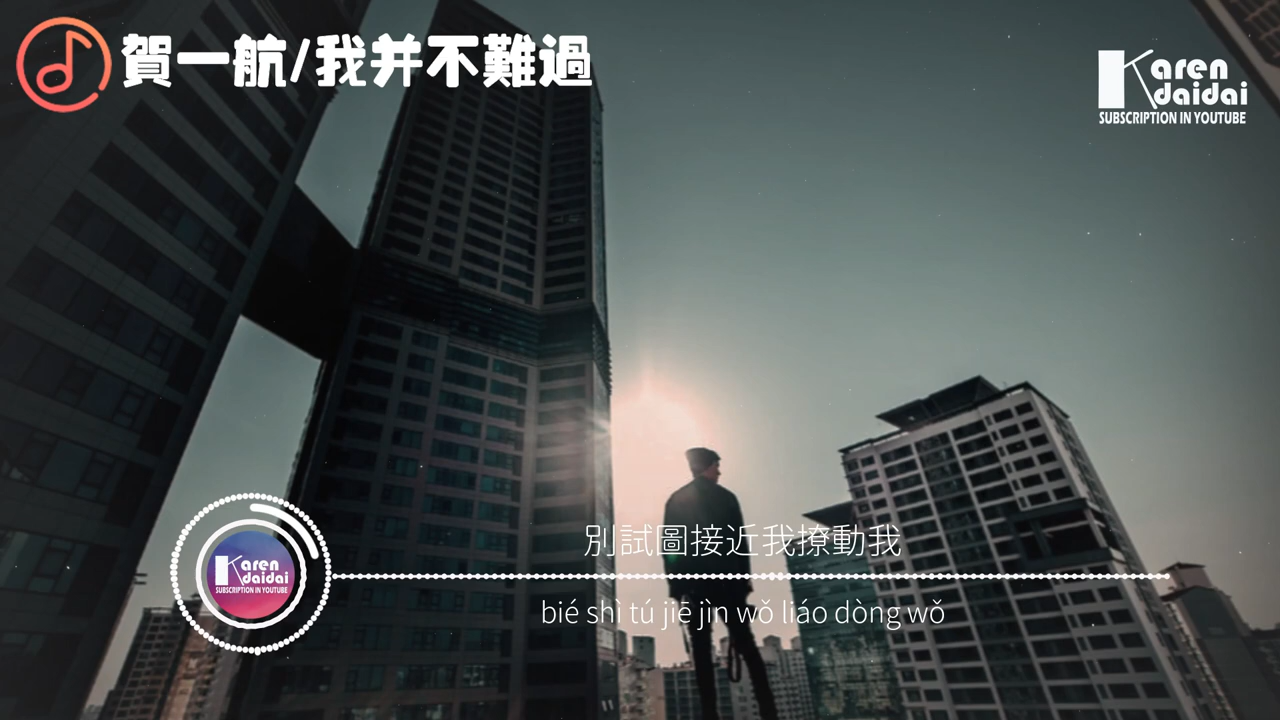 賀一航/我并不難過
Karen
daidai
SUBSCRIPTION IN YOUTUBE
別試圖接近我撩動我
bié shì tú jiē jìn wǒ liáo dòng wǒ
Karen
daidai
SUBSCRIPTION IN YOUTUBE